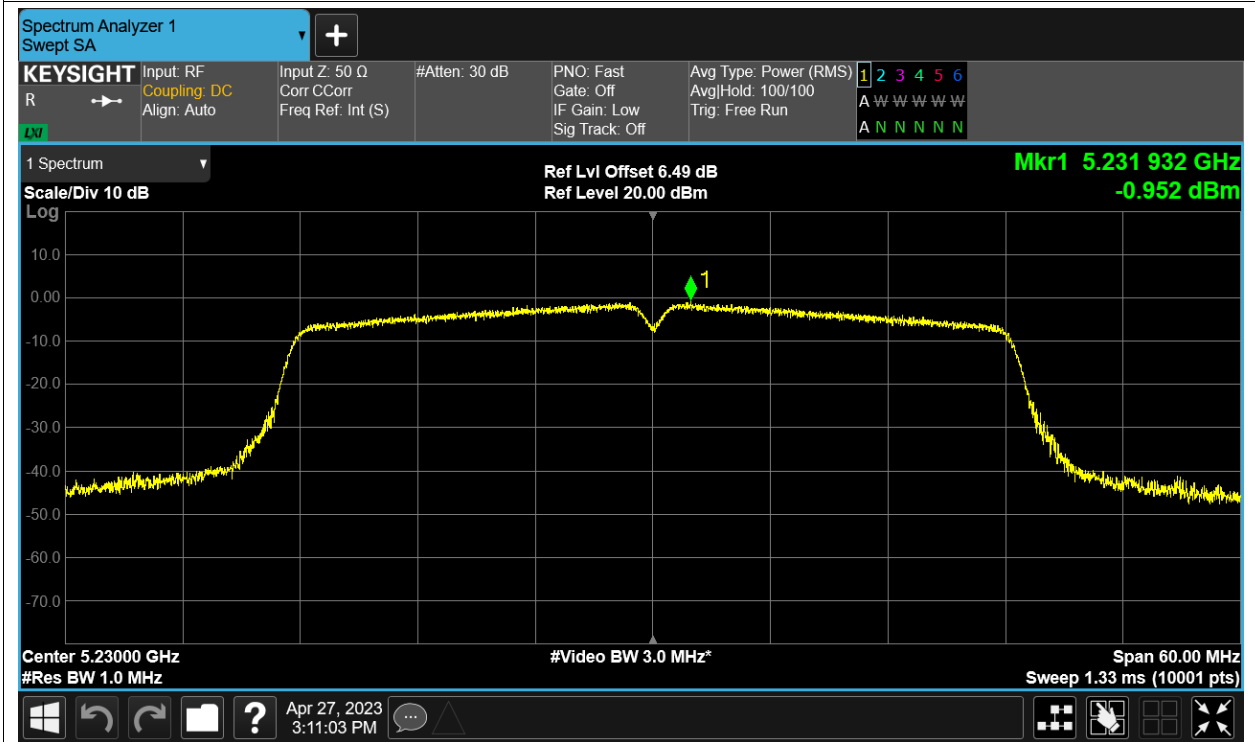 Spectrum Analyzer 1
Swept SA
+
KEYSIGHT
R
LXI
Input: RF
Coupling: DC
Align: Auto
Input Z: 50 Ω
Corr CCorr
Freq Ref: Int (S)
#Atten: 30 dB
PNO: Fast
Gate: Off
IF Gain: Low
Sig Track: Off
Avg Type: Power (RMS)
Avg|Hold: 100/100
Trig: Free Run
1 2 3 4 5 6
A W W W W W
A N N N N N
1 Spectrum
Scale/Div 10 dB
Log
Ref Lvl Offset 6.49 dB
Ref Level 20.00 dBm
Mkr1 5.231 932 GHz
-0.952 dBm
1
10.0
0.00
-10.0
-20.0
-30.0
-40.0
-50.0
-60.0
-70.0
Center 5.23000 GHz
#Res BW 1.0 MHz
#Video BW 3.0 MHz*
Span 60.00 MHz
Sweep 1.33 ms (10001 pts)
?
Apr 27, 2023
3:11:03 PM